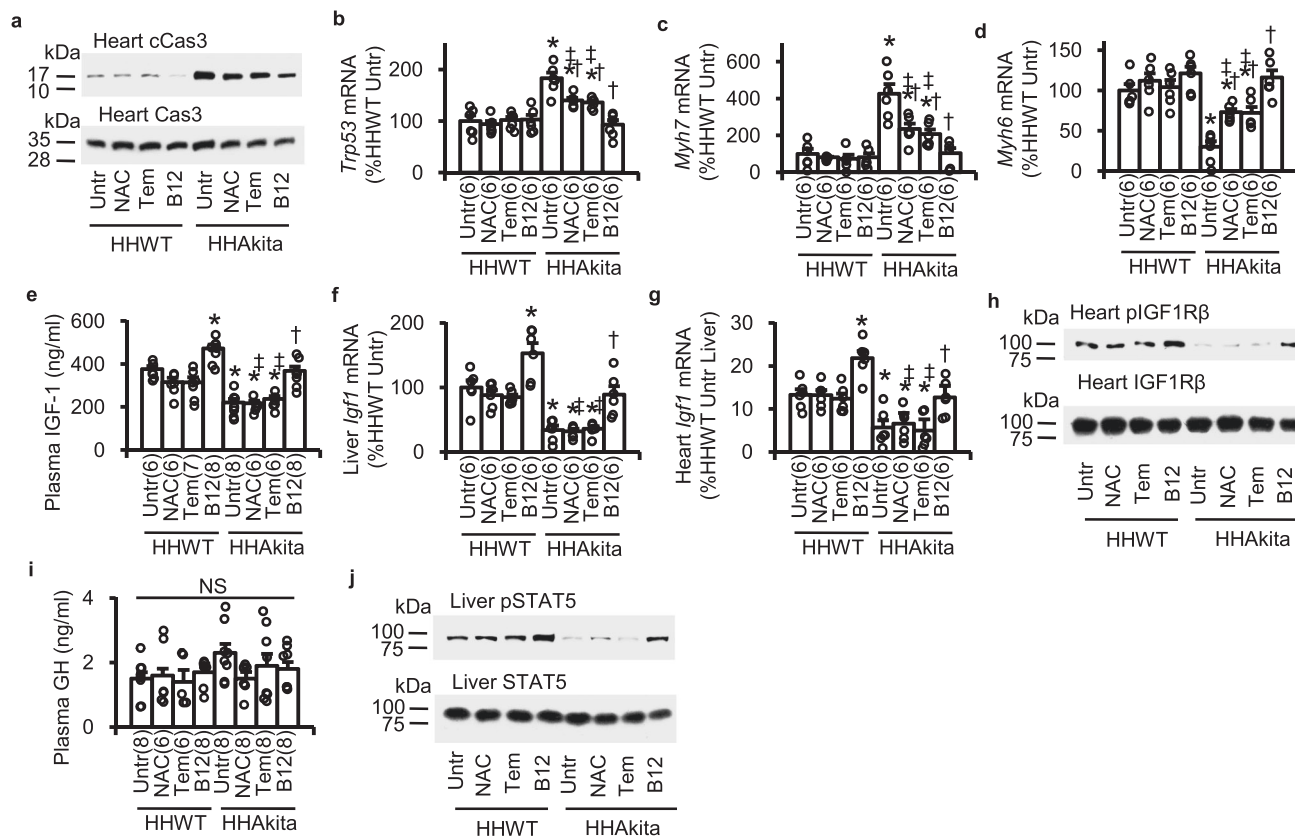 a
Heart cCas3
kDa
17
10
kDa
Heart Cas3
35
28
Untr
NAC
Tem
B12
Untr
NAC
Tem
B12
HHWT
HHAkita
b
Trp53 mRNA
(%HHWT Untr)
200
100
0
*
‡
*†
‡
*†
†
Untr(6)
NAC(6)
Tem(6)
B12(6)
Untr(6)
NAC(6)
Tem(6)
B12(6)
HHWT
HHAkita
c
Myh7 mRNA
(%HHWT Untr)
600
400
200
0
*
‡
*†
‡
*†
†
Untr(6)
NAC(6)
Tem(6)
B12(6)
Untr(6)
NAC(6)
Tem(6)
B12(6)
HHWT
HHAkita
d
Myh6 mRNA
(%HHWT Untr)
150
100
50
0
*
‡
*†
‡
*†
†
Untr(6)
NAC(6)
Tem(6)
B12(6)
Untr(6)
NAC(6)
Tem(6)
B12(6)
HHWT
HHAkita
e
Plasma IGF-1 (ng/ml)
600
400
200
0
*
*
*‡
*‡
†
Untr(6)
NAC(6)
Tem(7)
B12(8)
Untr(8)
NAC(6)
Tem(6)
B12(8)
HHWT
HHAkita
f
Liver Igf1 mRNA
(%HHWT Untr)
200
100
0
*
*
*‡
*‡
†
Untr(6)
NAC(6)
Tem(6)
B12(6)
Untr(6)
NAC(6)
Tem(6)
B12(6)
HHWT
HHAkita
g
Heart Igf1 mRNA
(%HHWT Untr Liver)
30
20
10
0
*
*
*‡
*‡
†
Untr(6)
NAC(6)
Tem(6)
B12(6)
Untr(6)
NAC(6)
Tem(6)
B12(6)
HHWT
HHAkita
h
Heart pIGF1Rβ
kDa
100
75
Heart IGF1Rβ
kDa
100
75
Untr
NAC
Tem
B12
Untr
NAC
Tem
B12
HHWT
HHAkita
i
Plasma GH (ng/ml)
NS
4
2
0
Untr(8)
NAC(6)
Tem(6)
B12(8)
Untr(8)
NAC(8)
Tem(8)
B12(8)
HHWT
HHAkita
j
kDa
Liver pSTAT5
100
75
kDa
Liver STAT5
100
75
Untr
NAC
Tem
B12
Untr
NAC
Tem
B12
HHWT
HHAkita